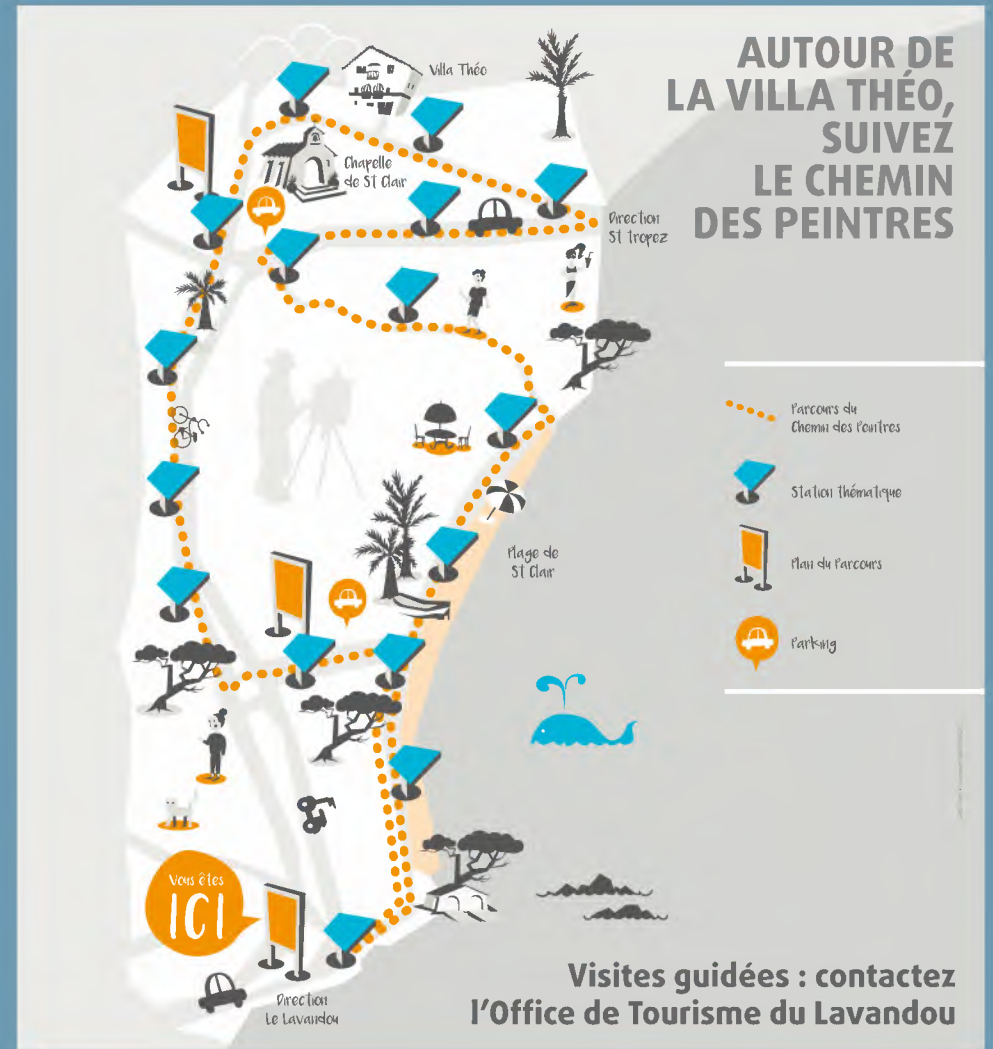 AUTOUR DE
LA VILLA THÉO,
SUIVEZ
LE CHEMIN
DES PEINTRES
Villa Théo
Chapelle
de St Clair
Direction
St Tropez
Parcours du
Chemin des Peintres
Station thématique
Plan du Parcours
Parking
Plage de
St Clair
Vous êtes
ICI
Direction
Le Lavandou
Visites guidées : contactez
l'Office de Tourisme du Lavandou